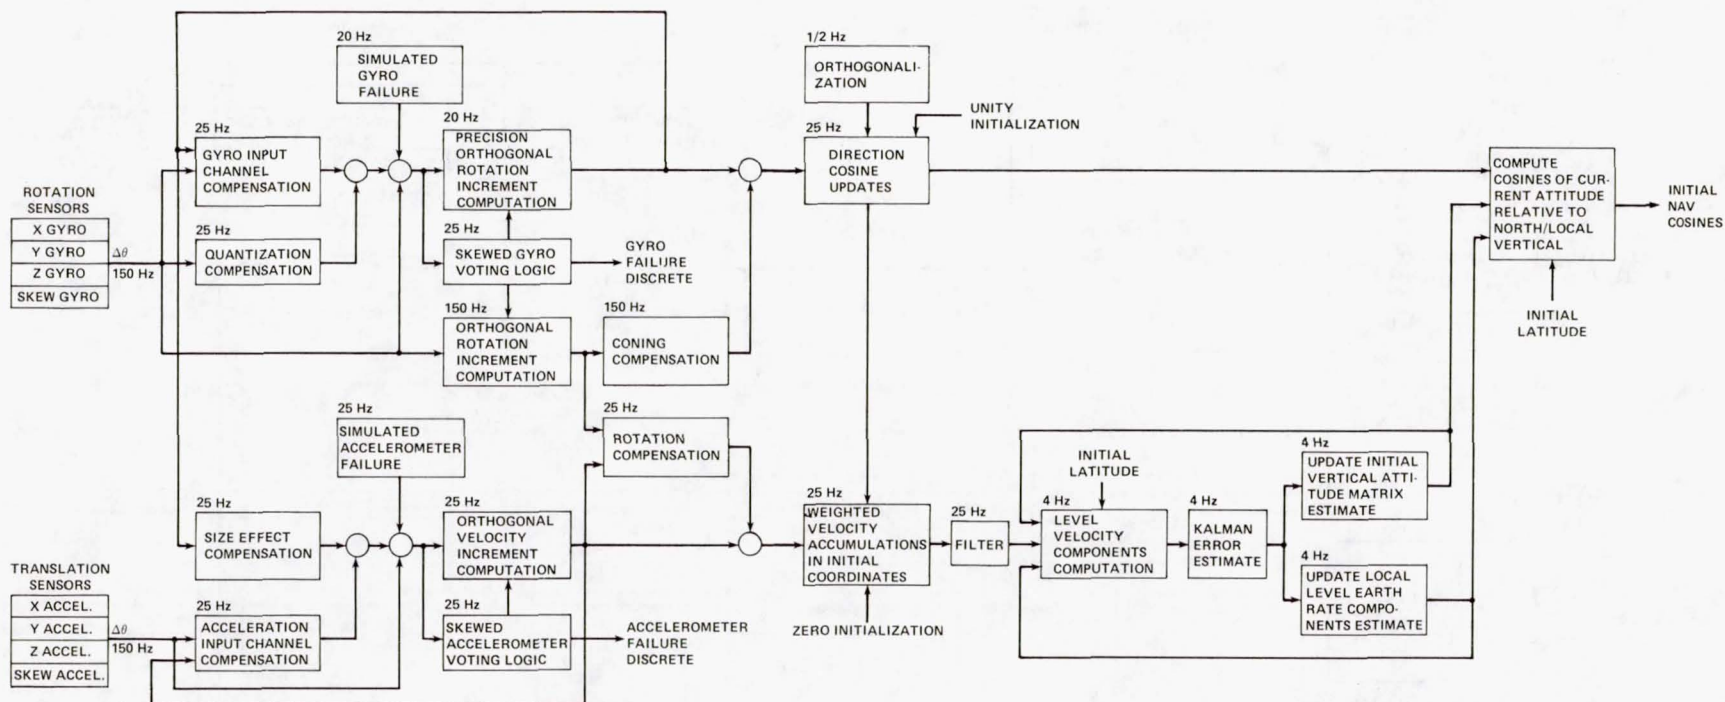 20 Hz
SIMULATED
GYRO
FAILURE
1/2 Hz
ORTHOGONALI-
ZATION
UNITY
INITIALIZATION
25 Hz
GYRO INPUT
CHANNEL
COMPENSATION
20 Hz
PRECISION
ORTHOGONAL
ROTATION
INCREMENT
COMPUTATION
25 Hz
DIRECTION
COSINE
UPDATES
COMPUTE
COSINES OF CUR-
RENT ATTITUDE
RELATIVE TO
NORTH/LOCAL
VERTICAL
INITIAL
NAV
COSINES
INITIAL
LATITUDE
ROTATION
SENSORS
X GYRO
Y GYRO
Z GYRO
SKEW GYRO
Δθ
150 Hz
25 Hz
QUANTIZATION
COMPENSATION
25 Hz
SKEWED GYRO
VOTING LOGIC
GYRO
FAILURE
DISCRETE
150 Hz
ORTHOGONAL
ROTATION
INCREMENT
COMPUTATION
150 Hz
CONING
COMPENSATION
25 Hz
SIMULATED
ACCELEROMETER
FAILURE
25 Hz
ROTATION
COMPENSATION
25 Hz
SIZE EFFECT
COMPENSATION
25 Hz
ORTHOGONAL
VELOCITY
INCREMENT
COMPUTATION
25 Hz
WEIGHTED
VELOCITY
ACCUMULATIONS
IN INITIAL
COORDINATES
ZERO INITIALIZATION
25 Hz
FILTER
INITIAL
LATITUDE
4 Hz
LEVEL
VELOCITY
COMPONENTS
COMPUTATION
4 Hz
KALMAN
ERROR
ESTIMATE
4 Hz
UPDATE INITIAL
VERTICAL ATTI-
TUDE MATRIX
ESTIMATE
4 Hz
UPDATE LOCAL
LEVEL EARTH
RATE COMPO-
NENTS ESTIMATE
TRANSLATION
SENSORS
X ACCEL.
Y ACCEL.
Z ACCEL.
SKEW ACCEL.
Δθ
150 Hz
25 Hz
ACCELERATION
INPUT CHANNEL
COMPENSATION
25 Hz
SKEWED
ACCELEROMETER
VOTING LOGIC
ACCELEROMETER
FAILURE
DISCRETE